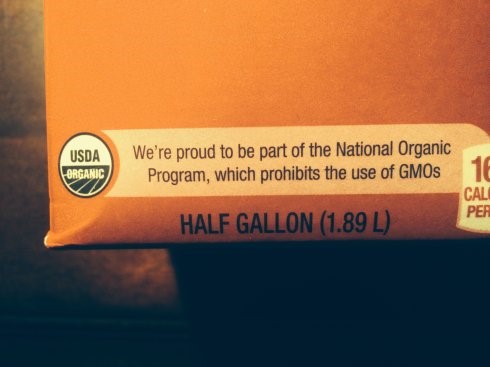 USDA
ORGANIC
We're proud to be part of the National Organic
Program, which prohibits the use of GMOs
HALF GALLON (1.89 L)